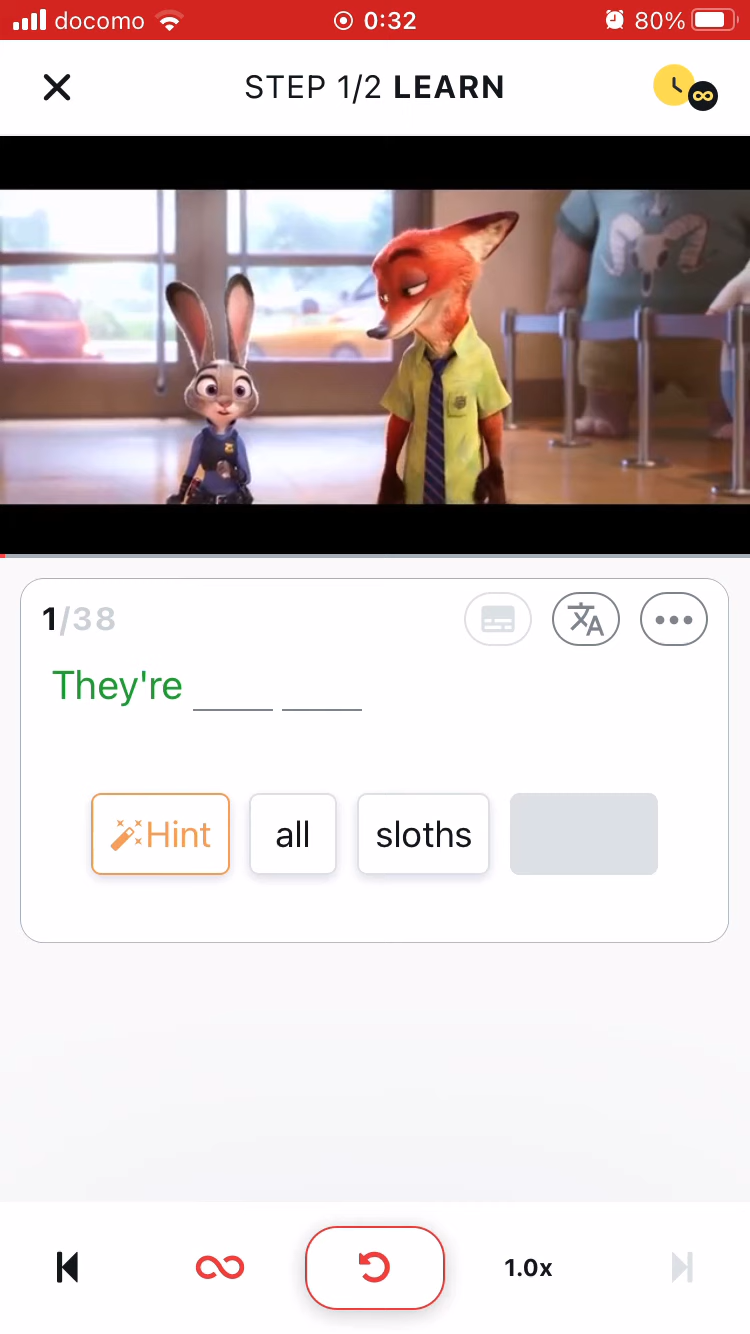 docomo 0:32 80%
STEP 1/2 LEARN
1/38
They're
Hint all sloths
1.0x